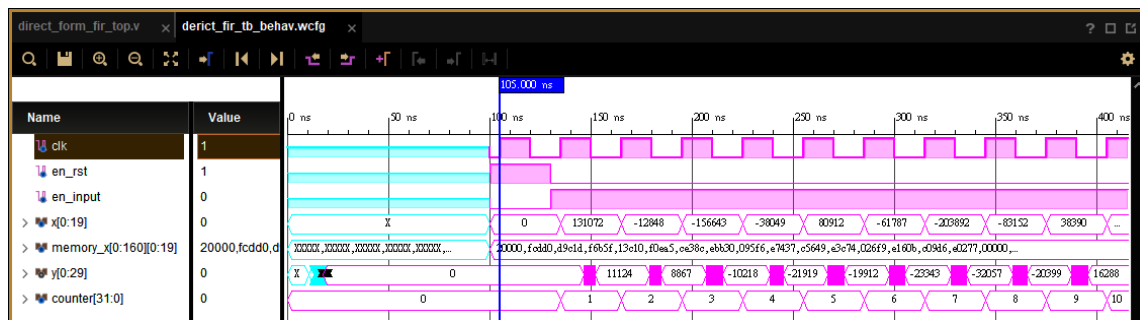 direct_form_fir_top.v × derict_fir_tb_behav.wcfg ×
105.000 ns
Name Value 0 ns 50 ns 100 ns 150 ns 200 ns 250 ns 300 ns 350 ns 400 ns
clk 1
en_rst 1
en_input 0
x[0:19] 0 X 0 131072 -12848 -156643 -38049 80912 -61787 -203892 -83152 38390 ...
memory_x[0:160][0:19] 20000,fcdd0,d XXXXX,XXXXX,XXXXX,XXXXX,XXXXX,... 20000,fcdd0,d9c1d,f6b5f,13c10,f0ea5,ce38c,ebb30,095f6,e7437,c5649,e3c74,026f9,e160b,c09d6,e0277,00000,...
y[0:29] 0 X 0 11124 8867 -10218 -21919 -19912 -23343 -32057 -20399 16288
counter[31:0] 0 0 1 2 3 4 5 6 7 8 9 10